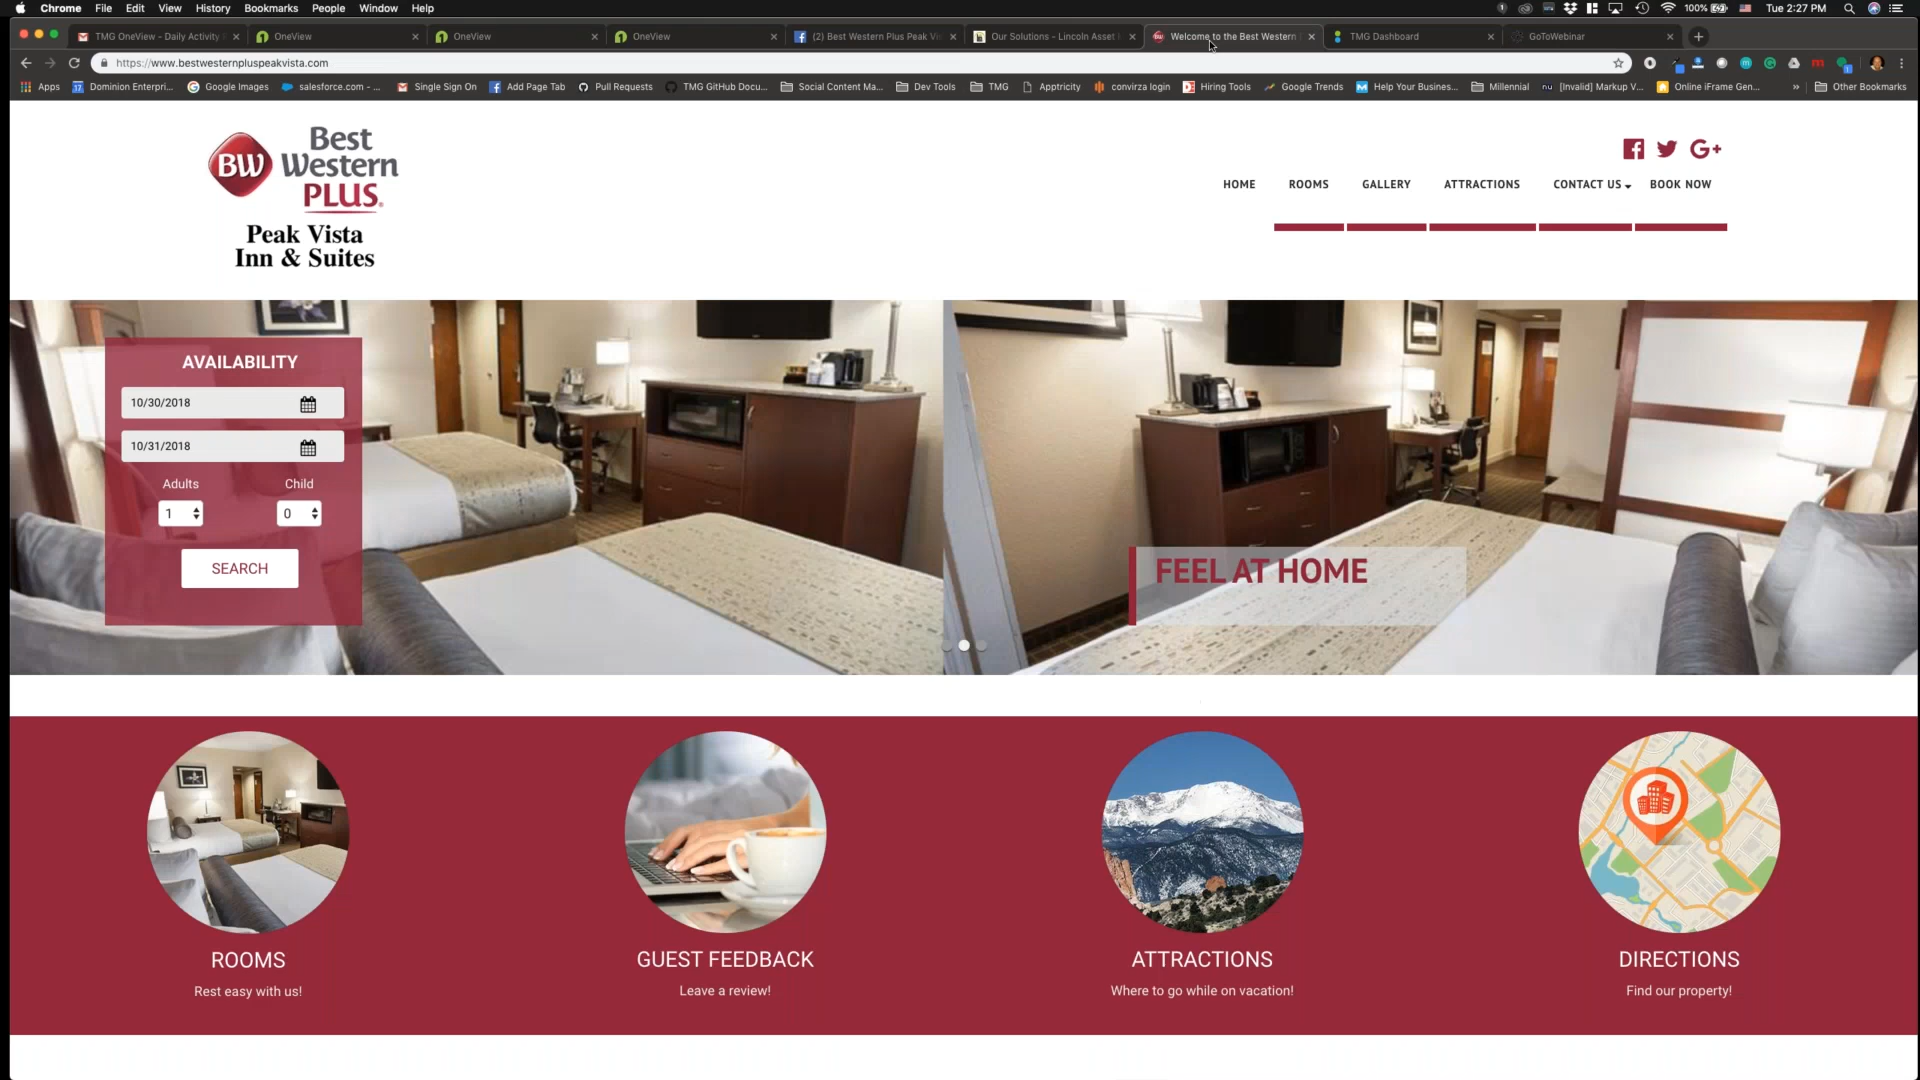 Chrome File Edit View History Bookmarks People Window Help 100% Tue 2:27 PM
TMG OneView - Daily Activity OneView OneView OneView (2) Best Western Plus Peak Vi Our Solutions - Lincoln Asset Welcome to the Best Western TMG Dashboard GoToWebinar
https://www.bestwesternpluspeakvista.com
Apps Dominion Enterpri... Google Images salesforce.com - ... Single Sign On Add Page Tab Pull Requests TMG GitHub Docu... Social Content Ma... Dev Tools TMG Apptricity convirza login Hiring Tools Google Trends Help Your Busines... Millennial [Invalid] Markup V... Online iFrame Gen... » Other Bookmarks
BW Best
Western
PLUS®
Peak Vista
Inn & Suites
G+
HOME ROOMS GALLERY ATTRACTIONS CONTACT US BOOK NOW
AVAILABILITY
10/30/2018
10/31/2018
Adults Child
1 0
SEARCH
FEEL AT HOME
ROOMS
Rest easy with us!
GUEST FEEDBACK
Leave a review!
ATTRACTIONS
Where to go while on vacation!
DIRECTIONS
Find our property!